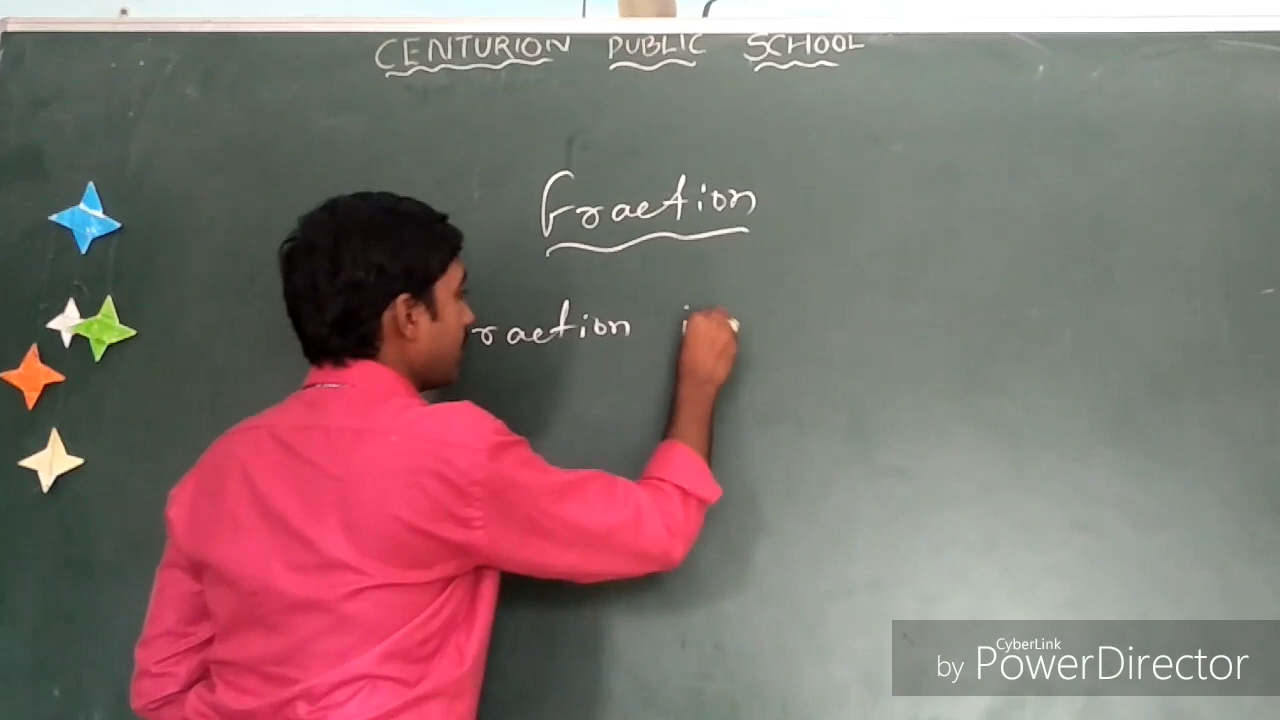 CENTURION PUBLIC SCHOOL
Fraction
raction
CyberLink
by PowerDirector